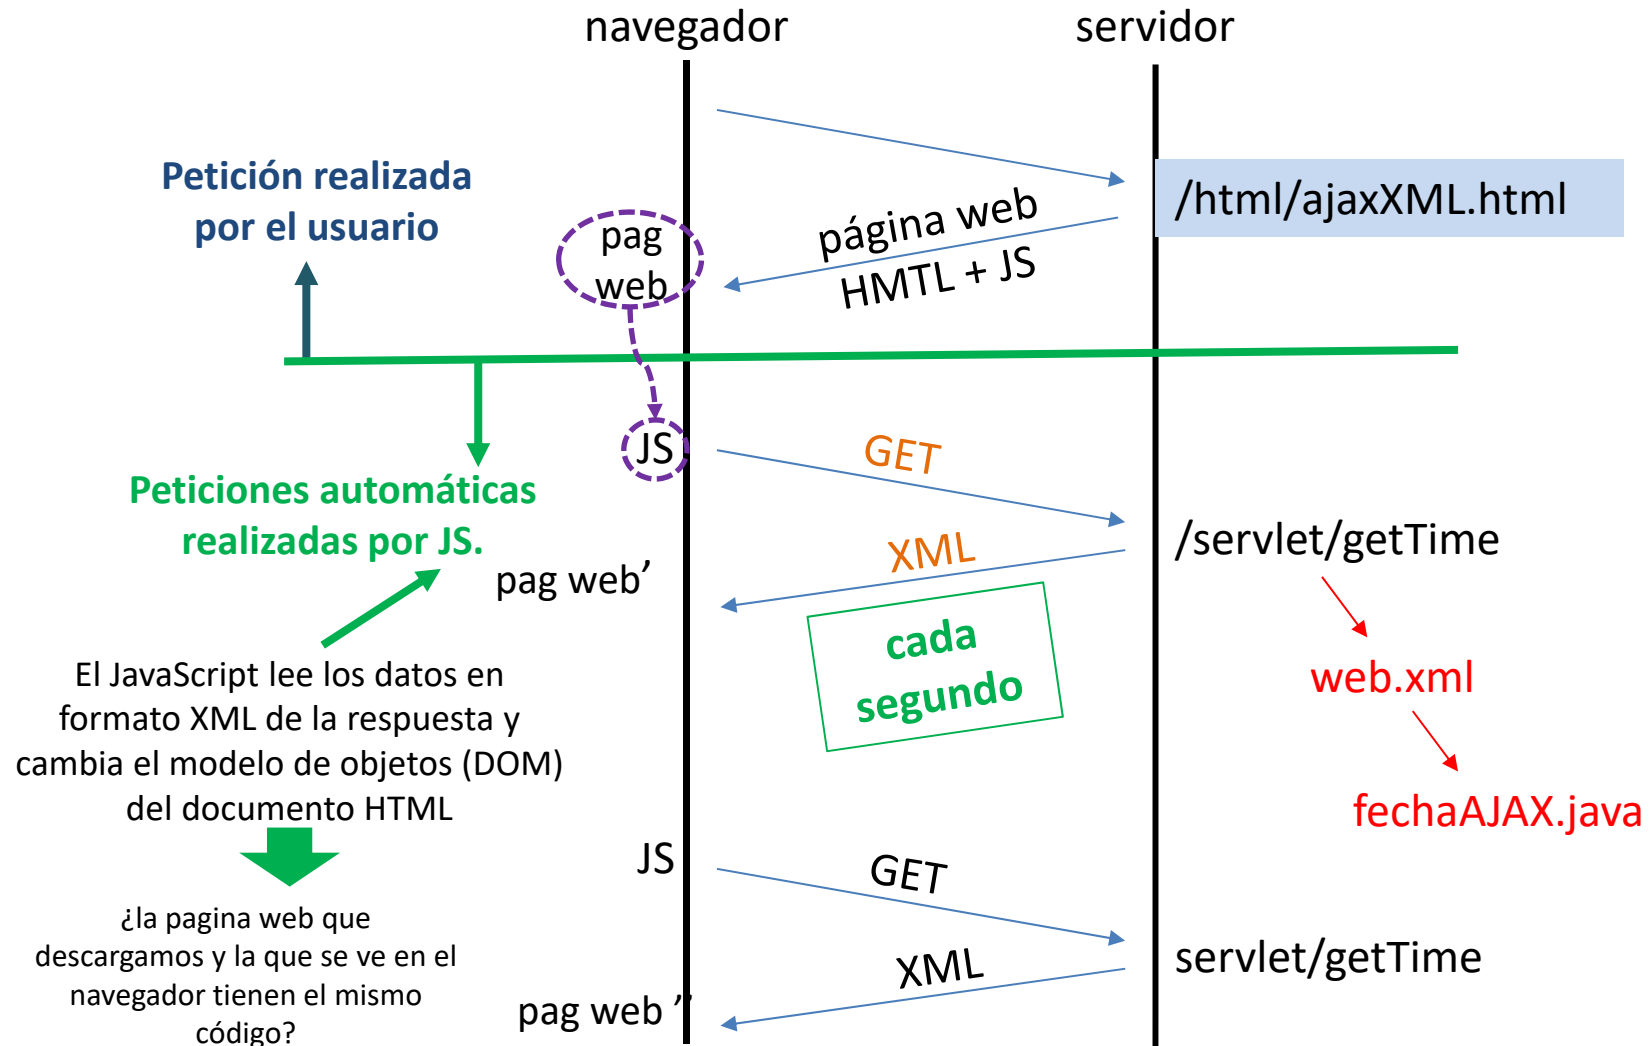 navegador
servidor
Petición realizada
por el usuario
/html/ajaxXML.html
página web
HMTL + JS
pag
web
JS
GET
Peticiones automáticas
realizadas por JS.
/servlet/getTime
XML
pag web’
cada
segundo
El JavaScript lee los datos en
formato XML de la respuesta y
cambia el modelo de objetos (DOM)
del documento HTML
web.xml
fechaAJAX.java
JS
GET
¿la pagina web que
descargamos y la que se ve en el
navegador tienen el mismo
código?
servlet/getTime
XML
pag web ’’